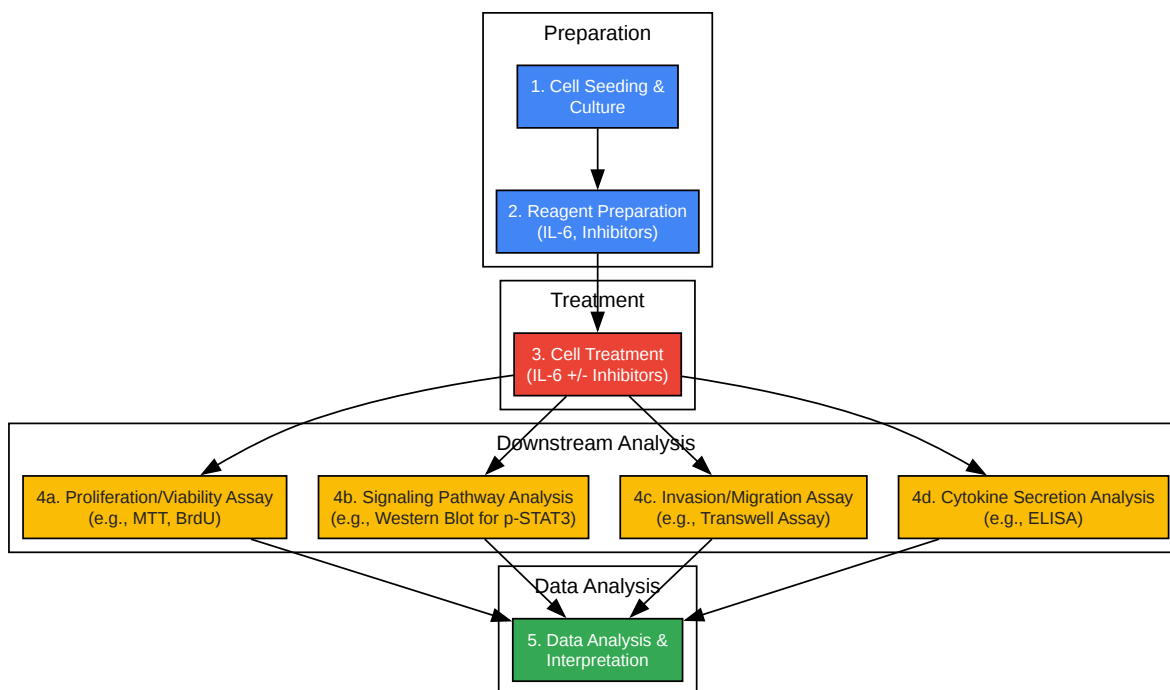 Preparation
1. Cell Seeding &
Culture
2. Reagent Preparation
(IL-6, Inhibitors)
Treatment
3. Cell Treatment
(IL-6 +/- Inhibitors)
Downstream Analysis
4a. Proliferation/Viability Assay
(e.g., MTT, BrdU)
4b. Signaling Pathway Analysis
(e.g., Western Blot for p-STAT3)
4c. Invasion/Migration Assay
(e.g., Transwell Assay)
4d. Cytokine Secretion Analysis
(e.g., ELISA)
Data Analysis
5. Data Analysis &
Interpretation